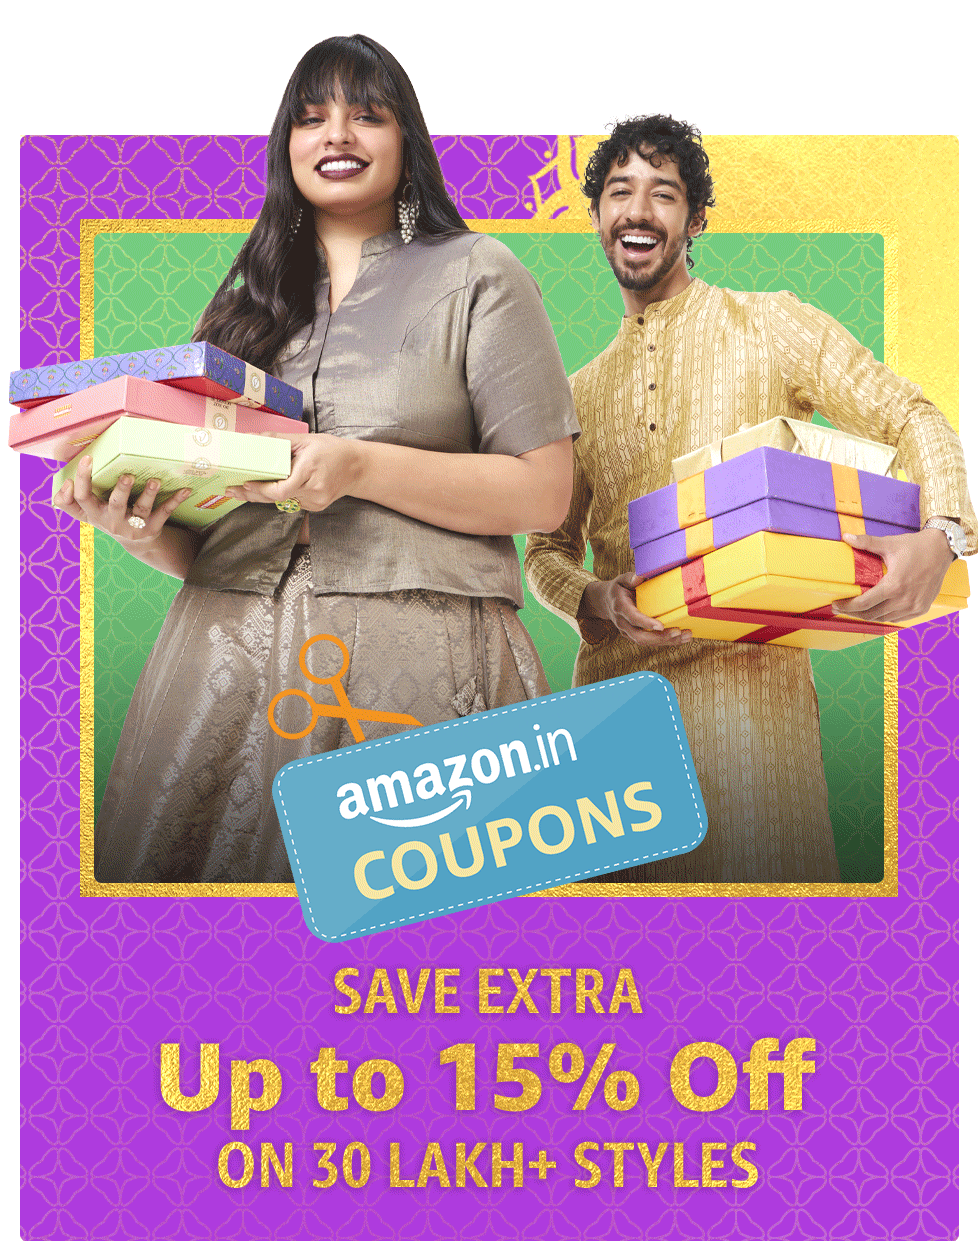 amazon.in
COUPONS
SAVE EXTRA
Up to 15% Off
ON 30 LAKH+ STYLES